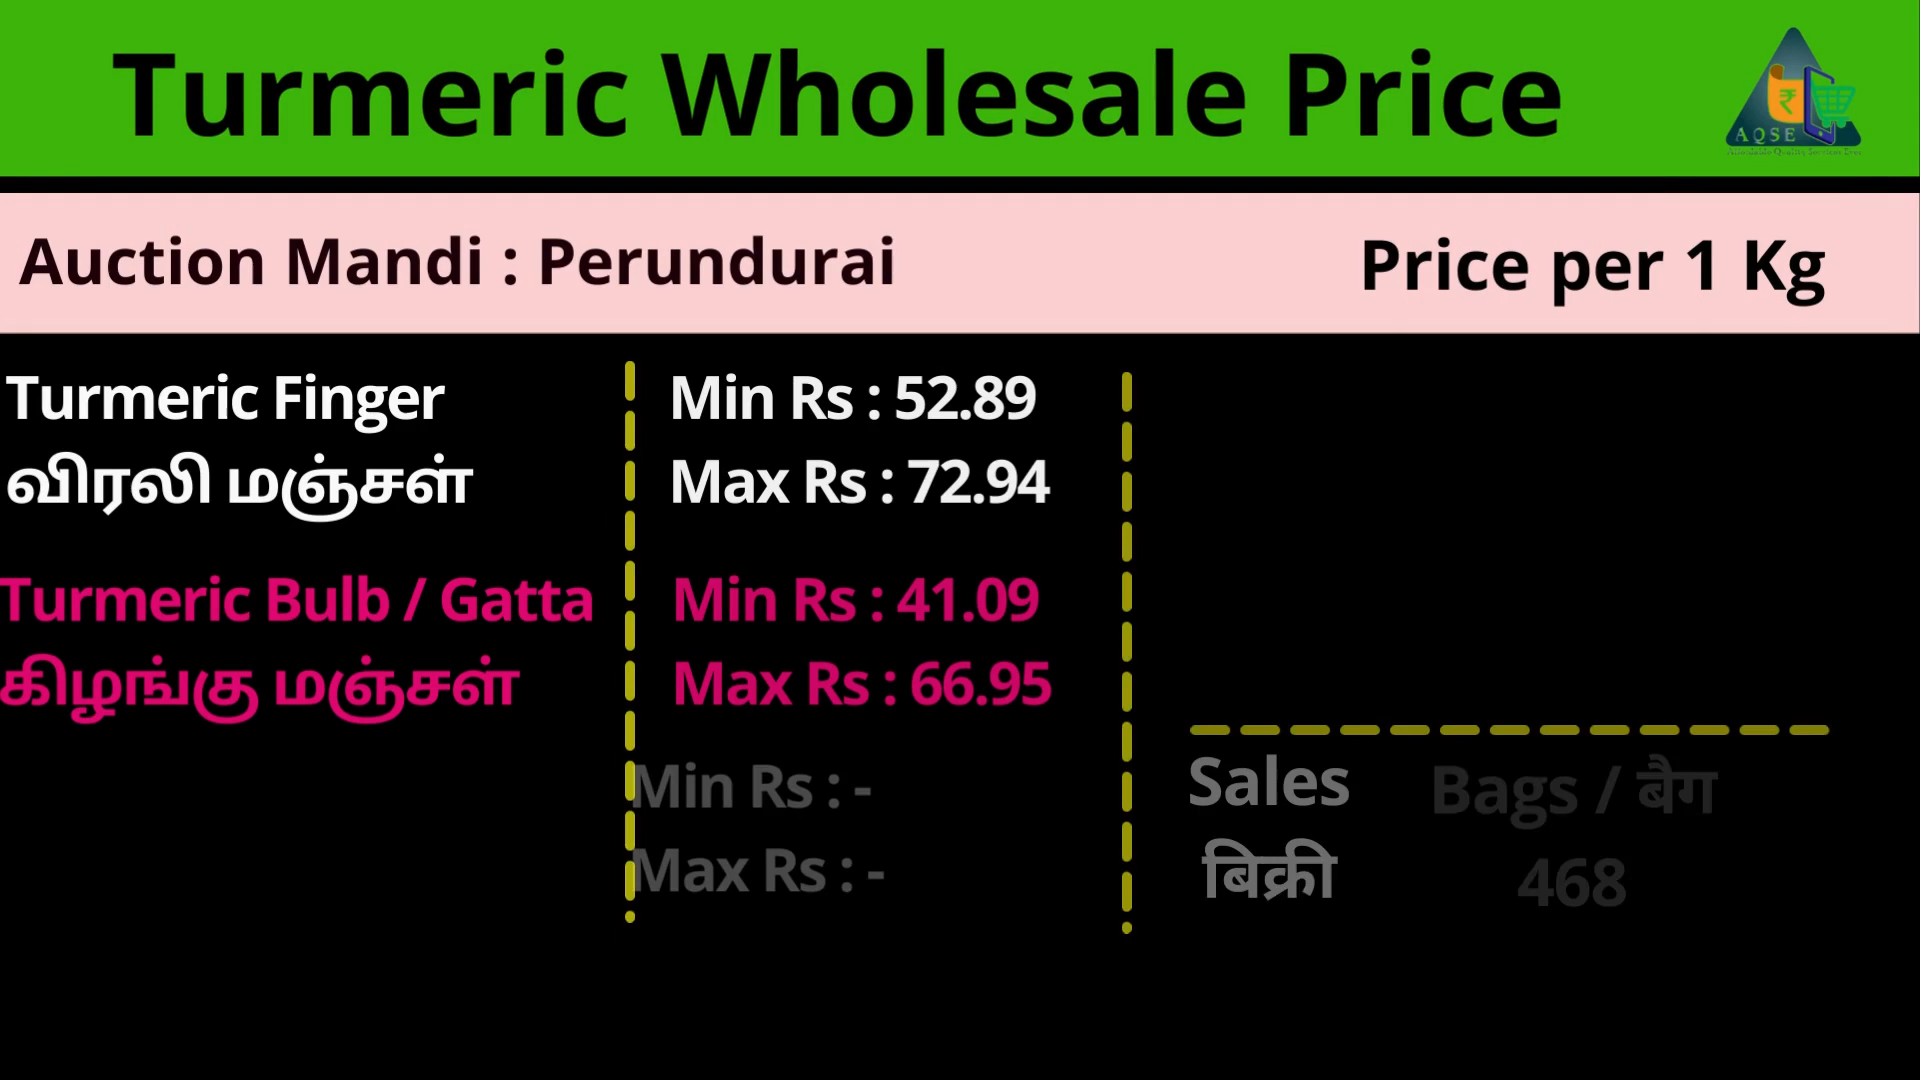 Turmeric Wholesale Price
AQSE
Auction Mandi : Perundurai
Price per 1 Kg
Turmeric Finger
விரலி மஞ்சள்
Min Rs : 52.89
Max Rs : 72.94
Turmeric Bulb / Gatta
கிழங்கு மஞ்சள்
Min Rs : 41.09
Max Rs : 66.95
Min Rs : -
Max Rs : -
Sales
बिक्री
Bags / बैग
468